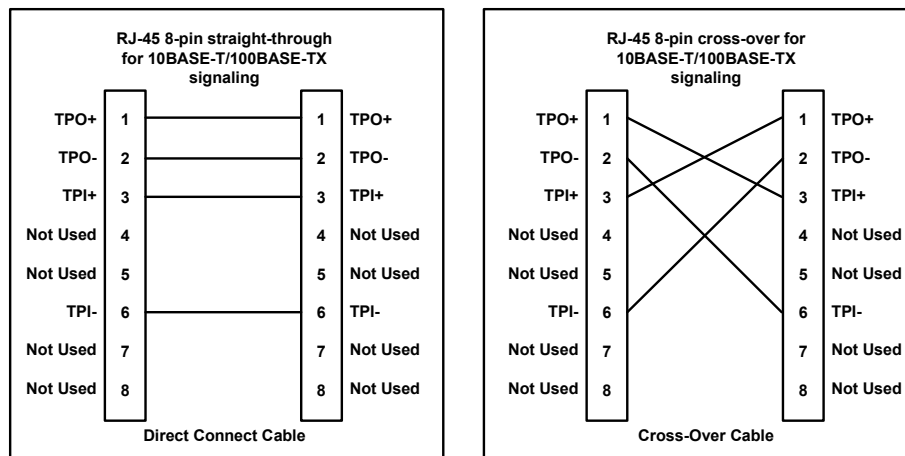 RJ-45 8-pin straight-through
for 10BASE-T/100BASE-TX
signaling
TPO+ 1 1 TPO+
TPO- 2 2 TPO-
TPI+ 3 3 TPI+
Not Used 4 4 Not Used
Not Used 5 5 Not Used
TPI- 6 6 TPI-
Not Used 7 7 Not Used
Not Used 8 8 Not Used
Direct Connect Cable
RJ-45 8-pin cross-over for
10BASE-T/100BASE-TX
signaling
TPO+ 1 1 TPO+
TPO- 2 2 TPO-
TPI+ 3 3 TPI+
Not Used 4 4 Not Used
Not Used 5 5 Not Used
TPI- 6 6 TPI-
Not Used 7 7 Not Used
Not Used 8 8 Not Used
Cross-Over Cable